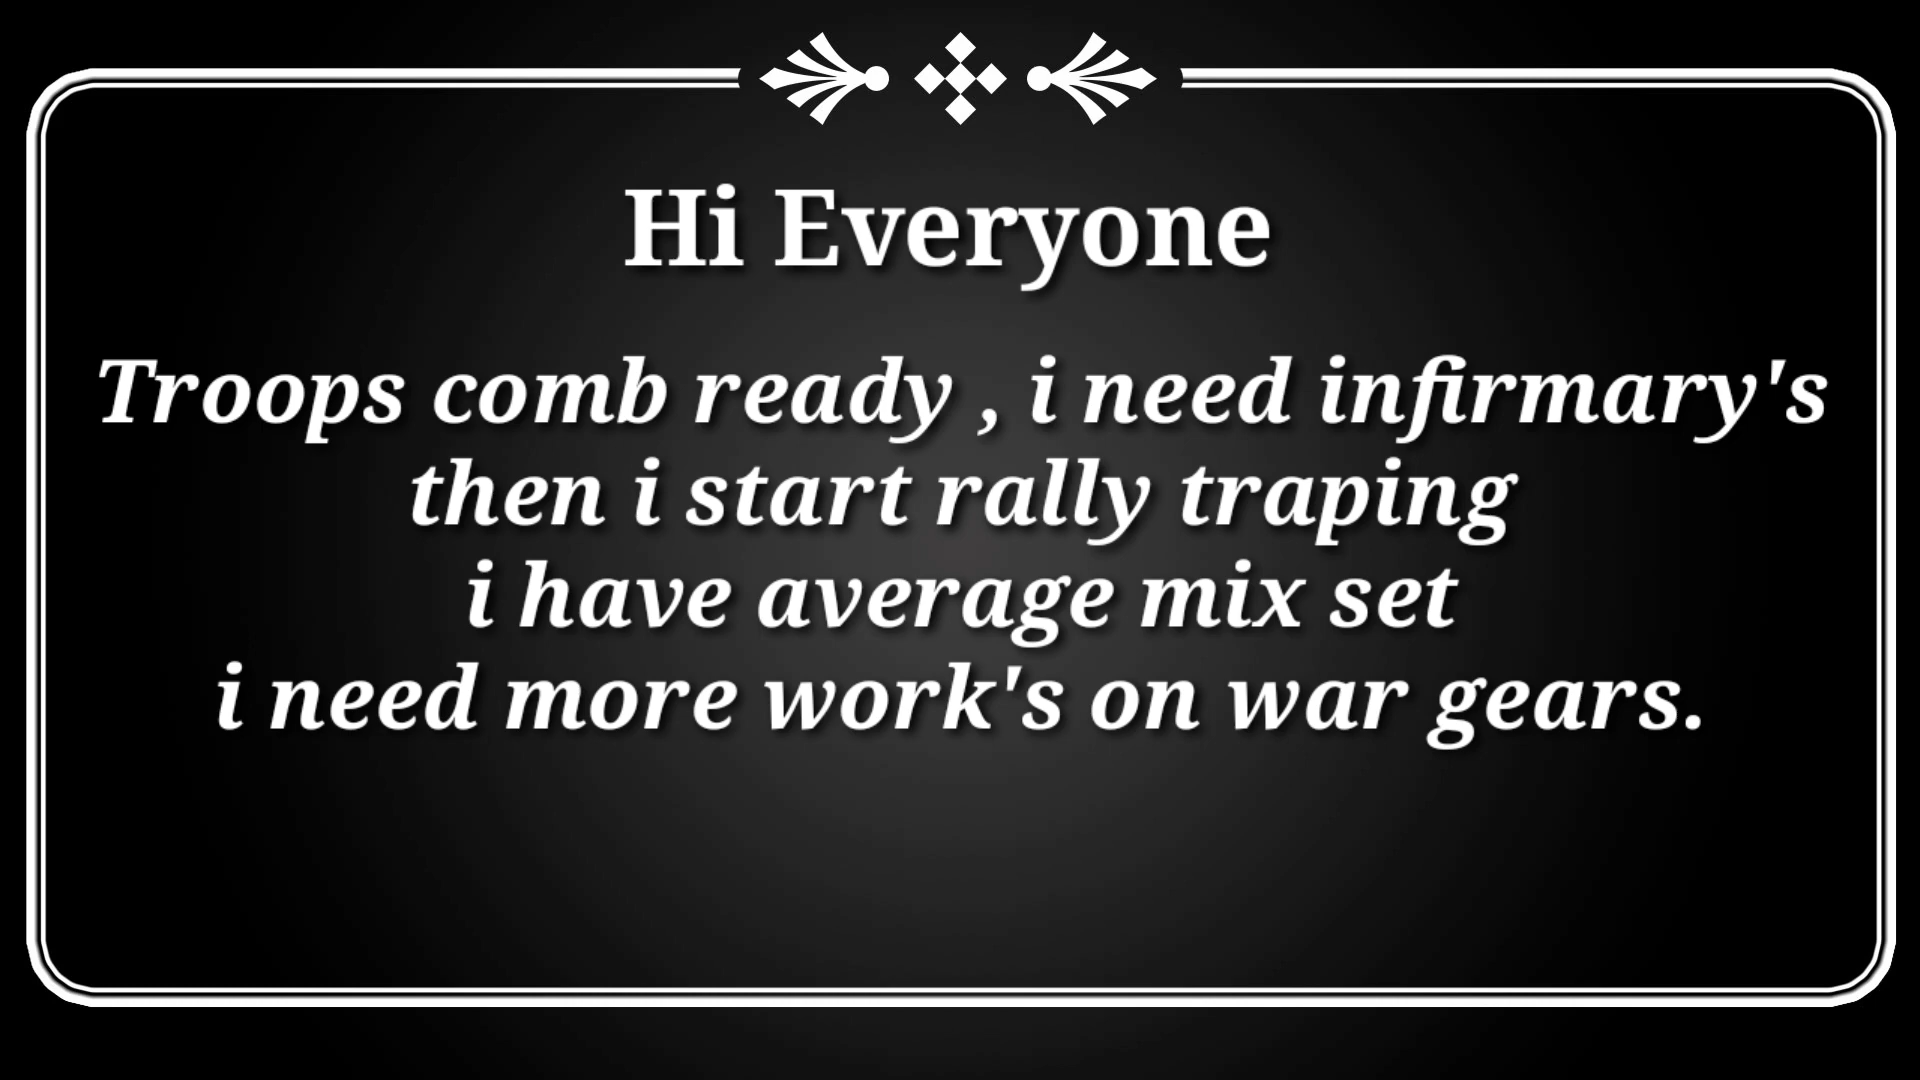 Hi Everyone
Troops comb ready , i need infirmary's
then i start rally traping
i have average mix set
i need more work's on war gears.